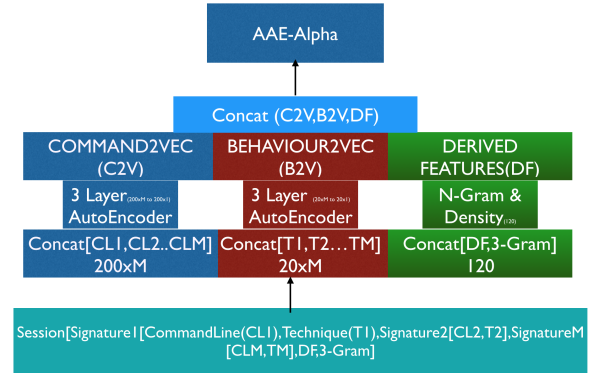 AAE-Alpha
Concat (C2V,B2V,DF)
COMMAND2VEC
(C2V)
BEHAVIOUR2VEC
(B2V)
DERIVED
FEATURES(DF)
3 Layer (200xM to 200x1)
AutoEncoder
3 Layer (20xM to 20x1)
AutoEncoder
N-Gram &
Density(120)
Concat[CL1,CL2..CLM]
200xM
Concat[T1,T2…TM]
20xM
Concat[DF,3-Gram]
120
Session[Signature1[CommandLine(CL1),Technique(T1),Signature2[CL2,T2],SignatureM
[CLM,TM],DF,3-Gram]